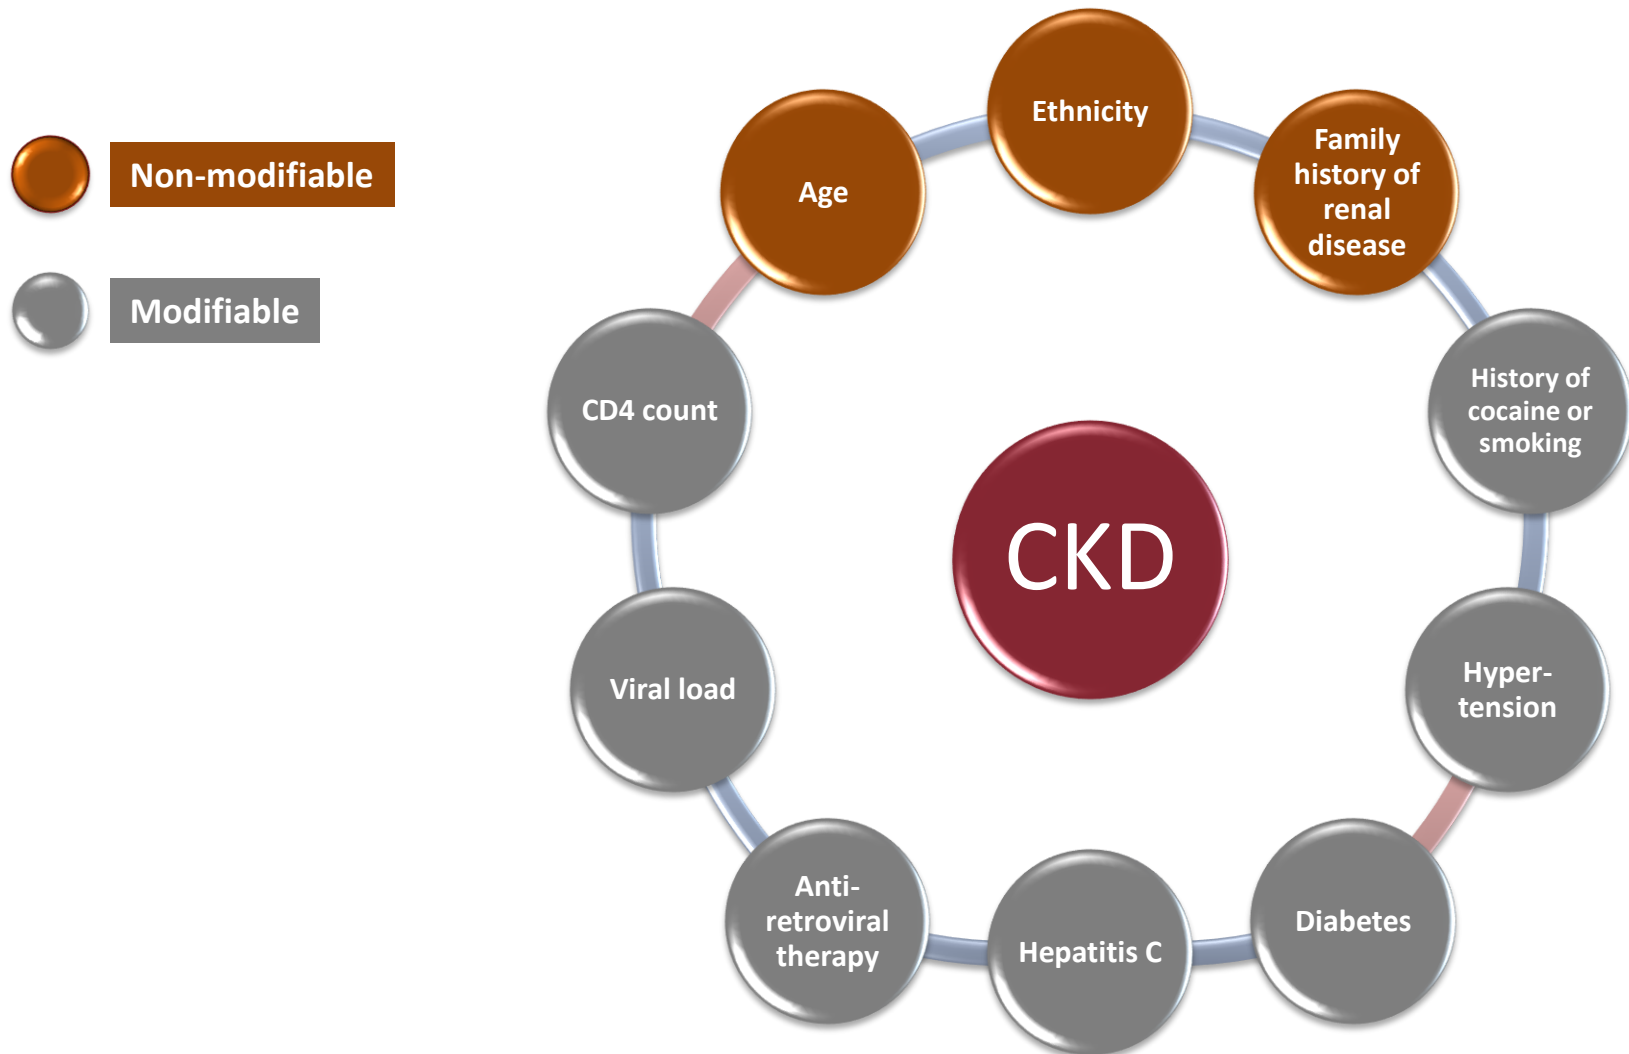 Non-modifiable
Modifiable
Ethnicity
Age
Family
history of
renal
disease
CD4 count
History of
cocaine or
smoking
CKD
Viral load
Hyper-
tension
Anti-
retroviral
therapy
Hepatitis C
Diabetes